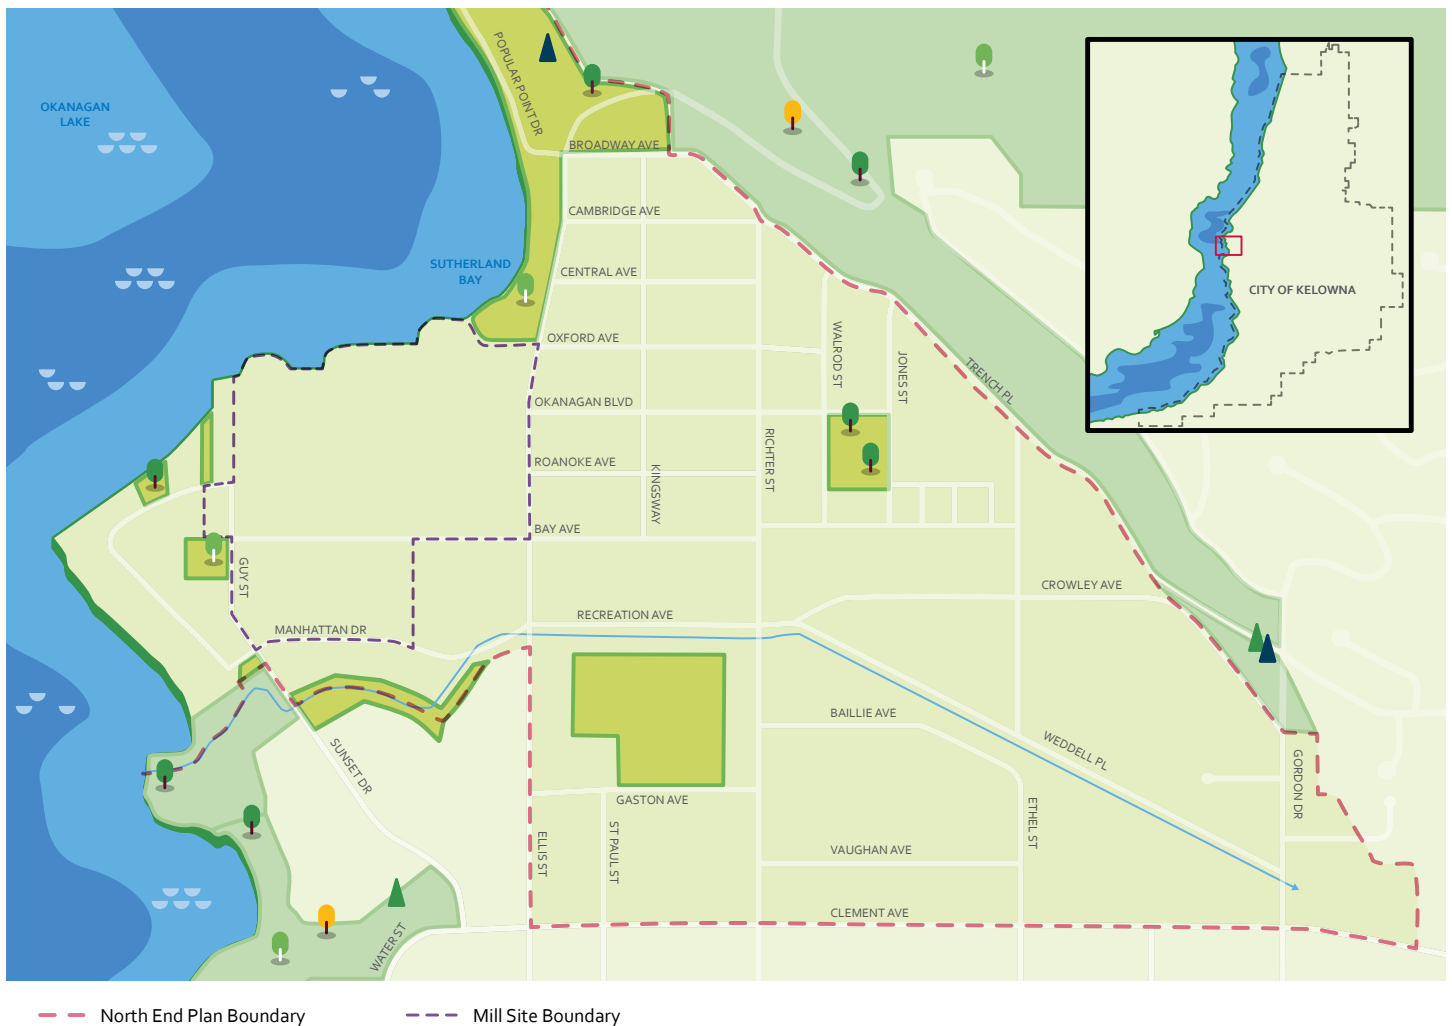 POPULAR POINT DR
OKANAGAN
LAKE
BROADWAY AVE
CAMBRIDGE AVE
SUTHERLAND
BAY
CENTRAL AVE
CITY OF KELOWNA
OXFORD AVE
WALROD ST
JONES ST
TRENCH PL
OKANAGAN BLVD
RICHTER ST
ROANOKE AVE
KINGSWAY
BAY AVE
GUY ST
CROWLEY AVE
RECREATION AVE
MANHATTAN DR
BAILLIE AVE
WEDDELL PL
SUNSET DR
GORDON DR
GASTON AVE
ETHEL ST
ELLIS ST
ST PAUL ST
VAUGHAN AVE
CLEMENT AVE
WATER ST
North End Plan Boundary
Mill Site Boundary